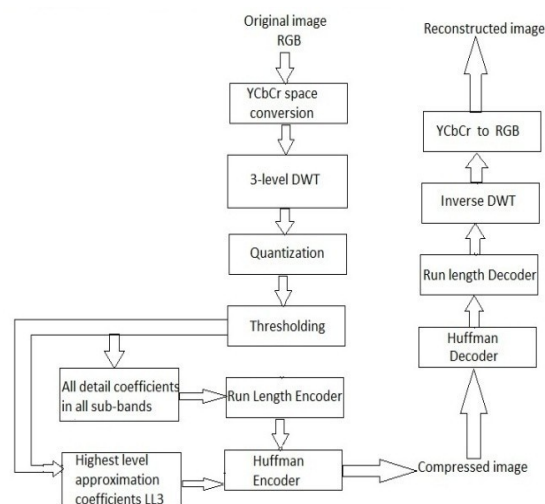 Original image
RGB
YCbCr space
conversion
3-level DWT
Quantization
Thresholding
All detail coefficients
in all sub-bands
Run Length Encoder
Highest level
approximation
coefficients LL3
Huffman
Encoder
Compressed image
Huffman
Decoder
Run length Decoder
Inverse DWT
YCbCr to RGB
Reconstructed image